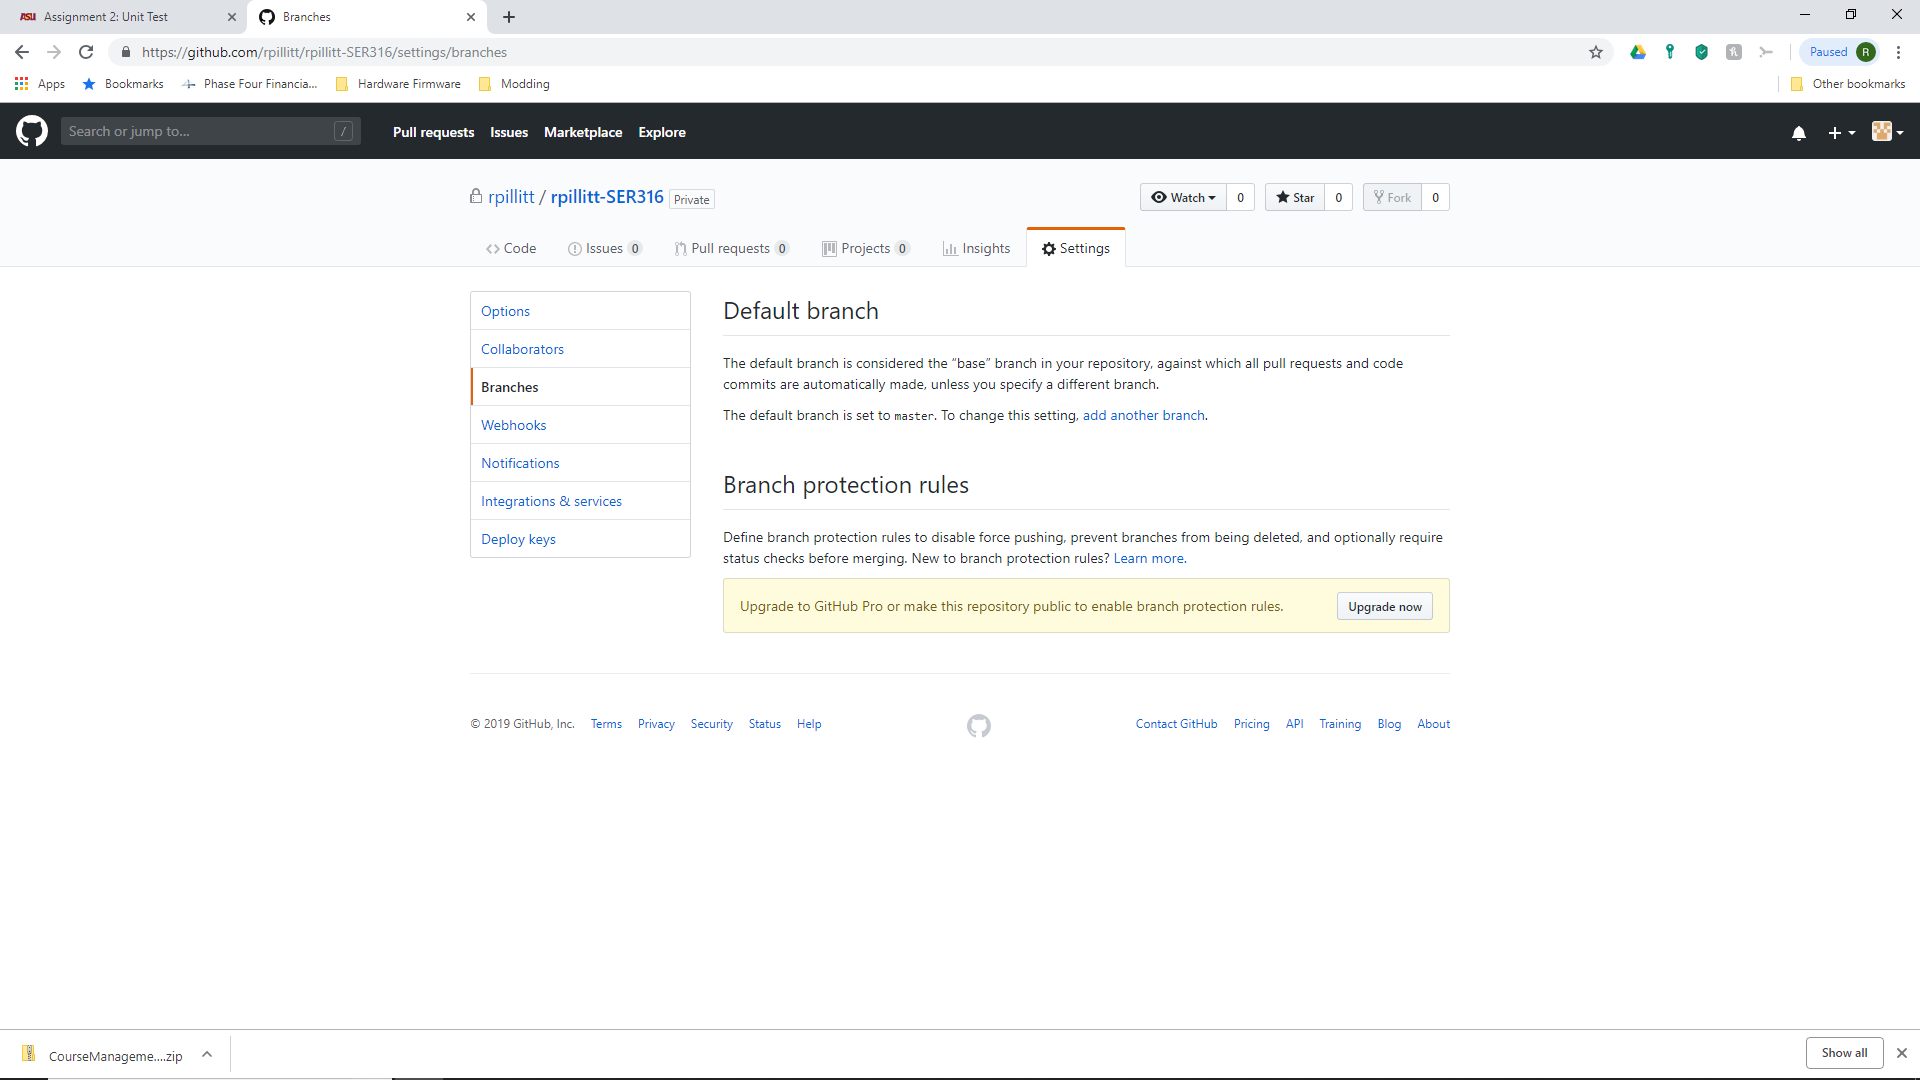 Assignment 2: Unit Test
Branches
https://github.com/rpillitt/rpillitt-SER316/settings/branches
Paused R
Apps Bookmarks Phase Four Financia... Hardware Firmware Modding Other bookmarks
Search or jump to... /
Pull requests Issues Marketplace Explore
rpillitt / rpillitt-SER316 Private
Watch 0 Star 0 Fork 0
Code Issues 0 Pull requests 0 Projects 0 Insights Settings
Options
Collaborators
Branches
Webhooks
Notifications
Integrations & services
Deploy keys
Default branch
The default branch is considered the “base” branch in your repository, against which all pull requests and code
commits are automatically made, unless you specify a different branch.
The default branch is set to master. To change this setting, add another branch.
Branch protection rules
Define branch protection rules to disable force pushing, prevent branches from being deleted, and optionally require
status checks before merging. New to branch protection rules? Learn more.
Upgrade to GitHub Pro or make this repository public to enable branch protection rules.
Upgrade now
© 2019 GitHub, Inc. Terms Privacy Security Status Help
Contact GitHub Pricing API Training Blog About
CourseManageme....zip
Show all